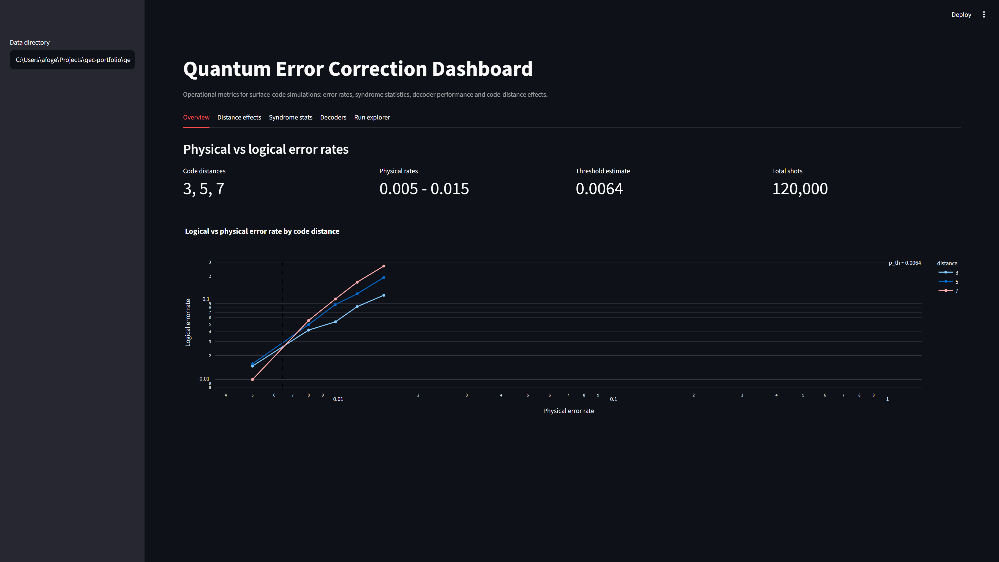 Deploy
Data directory
C:\Users\afoge\Projects\qec-portfolio\qe
Quantum Error Correction Dashboard
Operational metrics for surface-code simulations: error rates, syndrome statistics, decoder performance and code-distance effects.
Overview Distance effects Syndrome stats Decoders Run explorer
Physical vs logical error rates
Code distances Physical rates Threshold estimate Total shots
3, 5, 7 0.005 - 0.015 0.0064 120,000
Logical vs physical error rate by code distance
p_th ~ 0.0064
distance
3
5
7
Logical error rate
3
2
0.1
9
8
7
6
5
4
3
2
0.01
9
8
4 5 6 7 8 9 0.01 2 3 4 5 6 7 8 9 0.1 2 3 4 5 6 7 8 9 1
Physical error rate